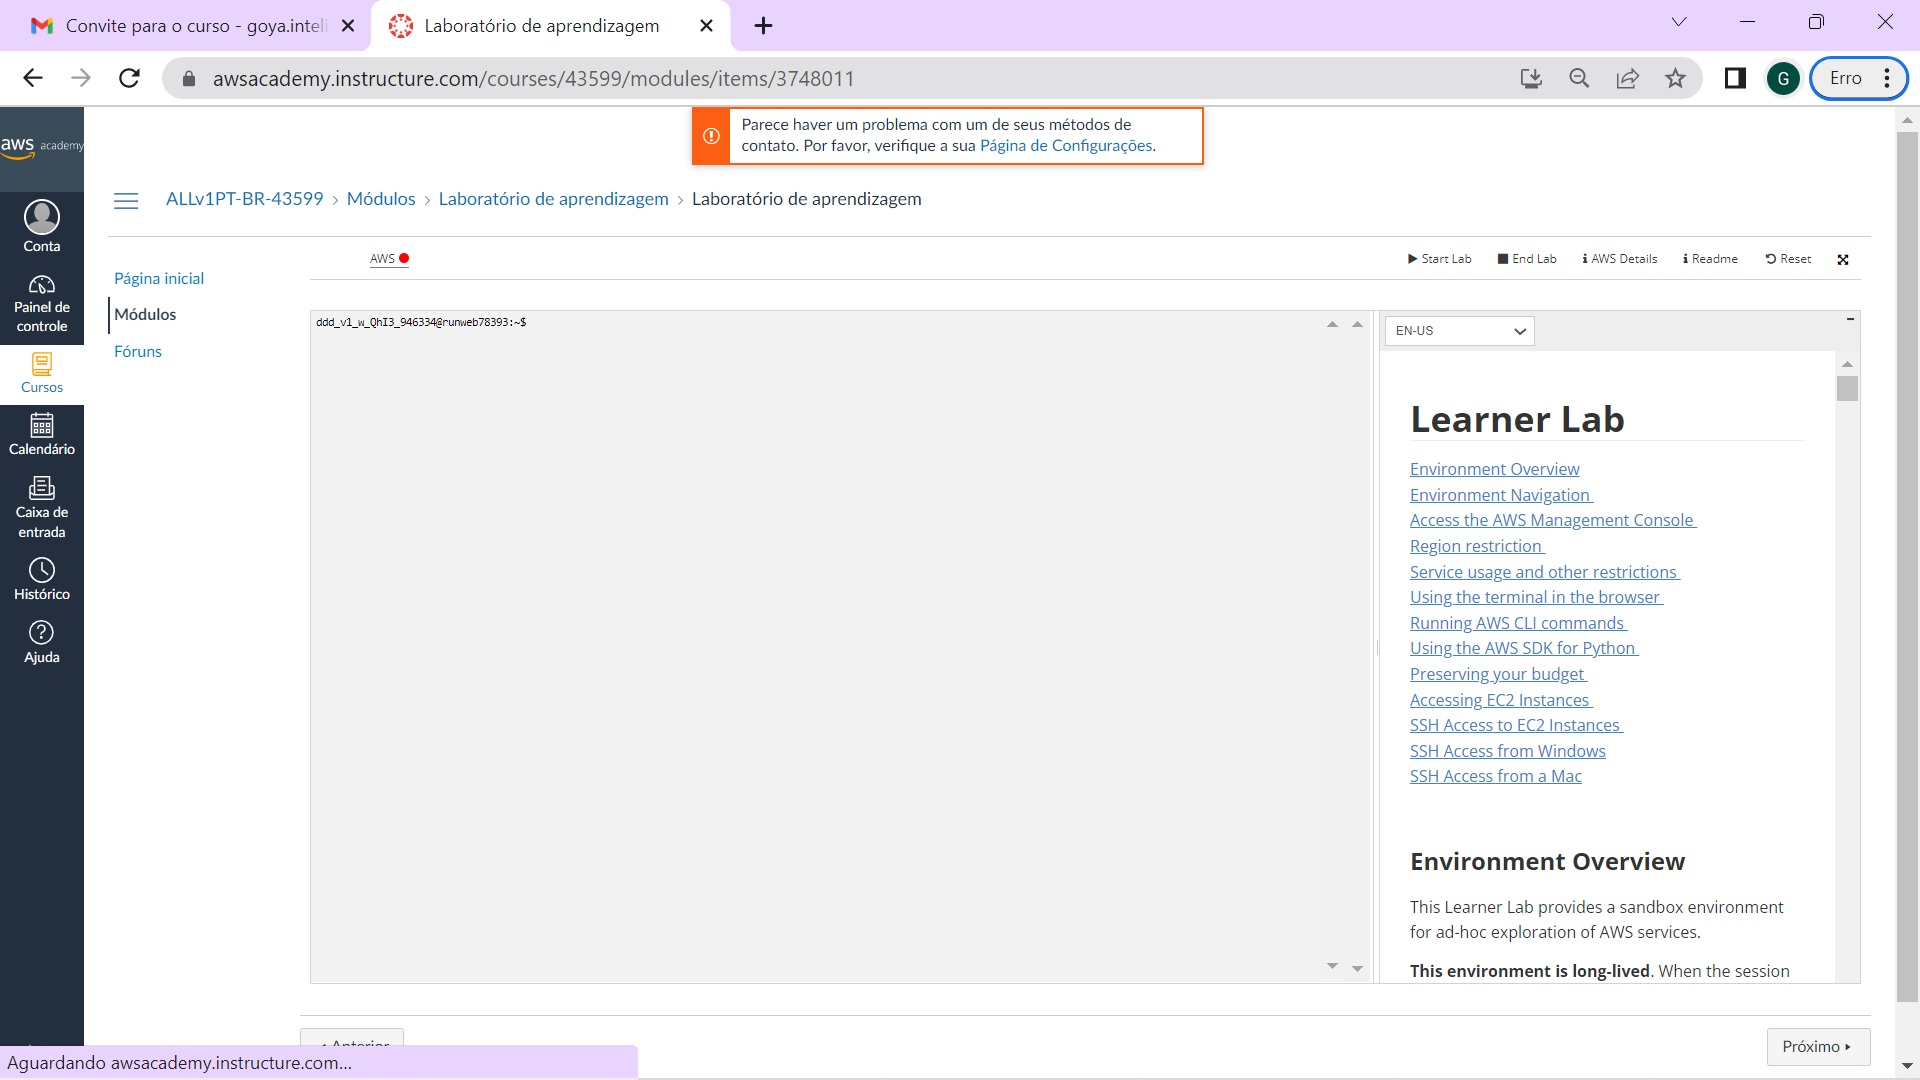 Convite para o curso - goya.inteli
Laboratório de aprendizagem
awsacademy.instructure.com/courses/43599/modules/items/3748011
G
Erro
aws academy
Parece haver um problema com um de seus métodos de
contato. Por favor, verifique a sua Página de Configurações.
ALLv1PT-BR-43599 > Módulos > Laboratório de aprendizagem > Laboratório de aprendizagem
Conta
Painel de
controle
Cursos
Calendário
Caixa de
entrada
Histórico
Ajuda
Página inicial
Módulos
Fóruns
AWS
Start Lab
End Lab
AWS Details
Readme
Reset
ddd_v1_w_QhI3_946334@runweb78393:~$
EN-US
Learner Lab
Environment Overview
Environment Navigation
Access the AWS Management Console
Region restriction
Service usage and other restrictions
Using the terminal in the browser
Running AWS CLI commands
Using the AWS SDK for Python
Preserving your budget
Accessing EC2 Instances
SSH Access to EC2 Instances
SSH Access from Windows
SSH Access from a Mac
Environment Overview
This Learner Lab provides a sandbox environment
for ad-hoc exploration of AWS services.
This environment is long-lived. When the session
Anterior
Próximo
Aguardando awsacademy.instructure.com...